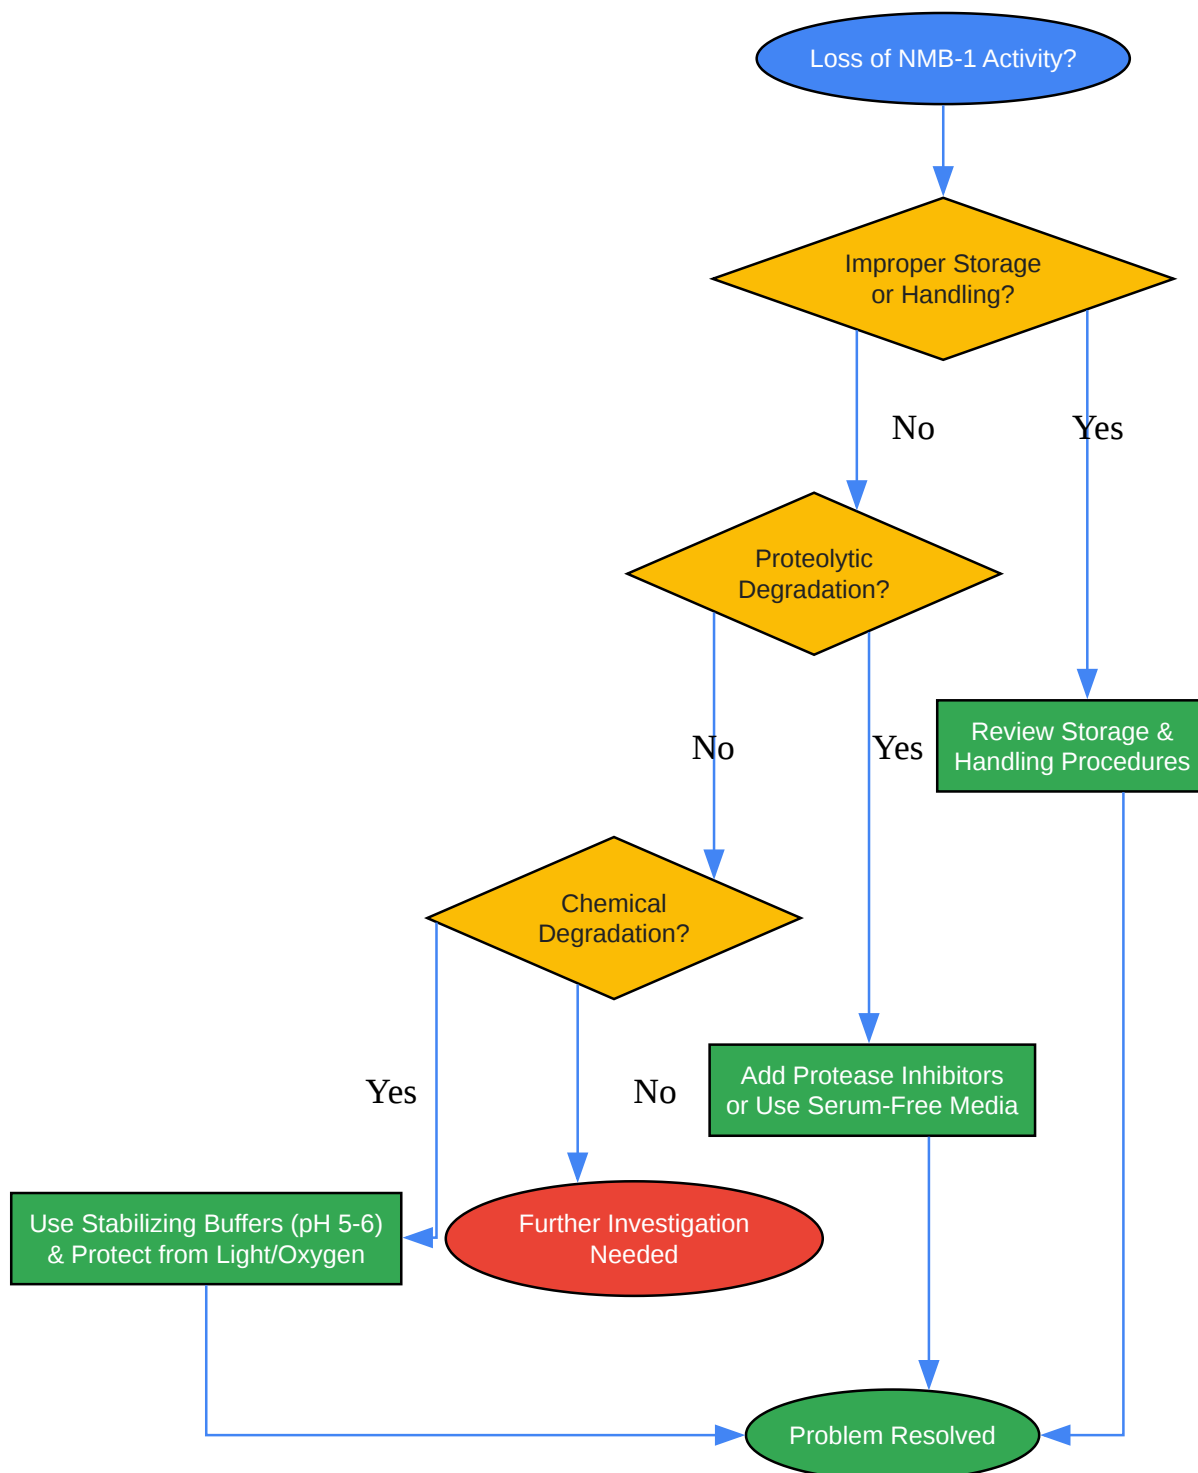 Loss of NMB-1 Activity?
Improper Storage
or Handling?
No
Yes
Proteolytic
Degradation?
No
Yes
Review Storage &
Handling Procedures
Chemical
Degradation?
Yes
No
Add Protease Inhibitors
or Use Serum-Free Media
Use Stabilizing Buffers (pH 5-6)
& Protect from Light/Oxygen
Further Investigation
Needed
Problem Resolved